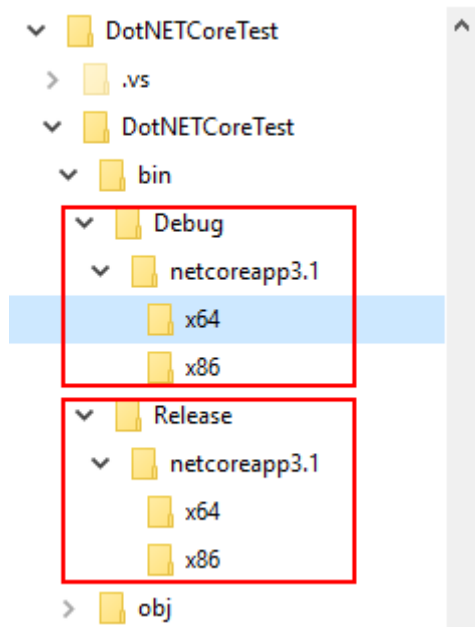 DotNETCoreTest
.vs
DotNETCoreTest
bin
Debug
netcoreapp3.1
x64
x86
Release
netcoreapp3.1
x64
x86
obj